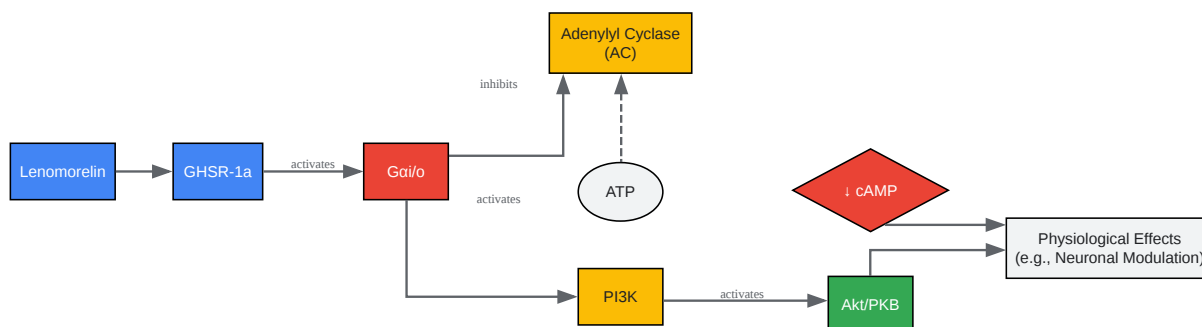 Adenylyl Cyclase
(AC)
inhibits
Lenomorelin
GHSR-1a
activates
Gαi/o
activates
ATP
↓ cAMP
Physiological Effects
(e.g., Neuronal Modulation)
PI3K
activates
Akt/PKB